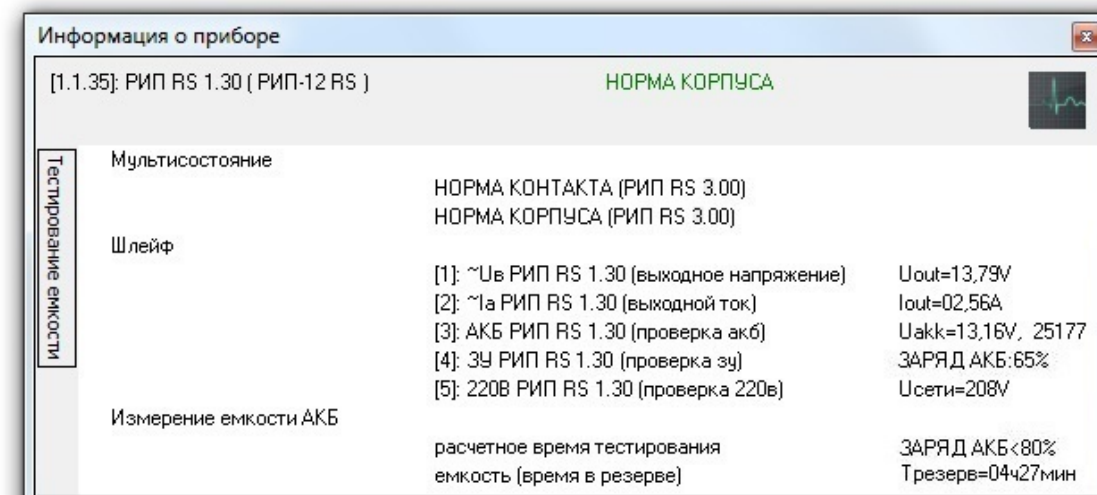 Информация о приборе
[1.1.35]: РИП RS 1.30 ( РИП-12 RS ) НОРМА КОРПУСА
Тестирование емкости
Мультисостояние
НОРМА КОНТАКТА (РИП RS 3.00)
НОРМА КОРПУСА (РИП RS 3.00)
Шлейф
[1]: ~Uв РИП RS 1.30 (выходное напряжение) Uout=13,79V
[2]: ~Iа РИП RS 1.30 (выходной ток) Iout=02,56A
[3]: АКБ РИП RS 1.30 (проверка акб) Uakk=13,16V, 25177
[4]: ЗУ РИП RS 1.30 (проверка зу) ЗАРЯД АКБ:65%
[5]: 220В РИП RS 1.30 (проверка 220в) Uсети=208V
Измерение емкости АКБ
расчетное время тестирования ЗАРЯД АКБ<80%
емкость (время в резерве) Трезерв=04ч27мин